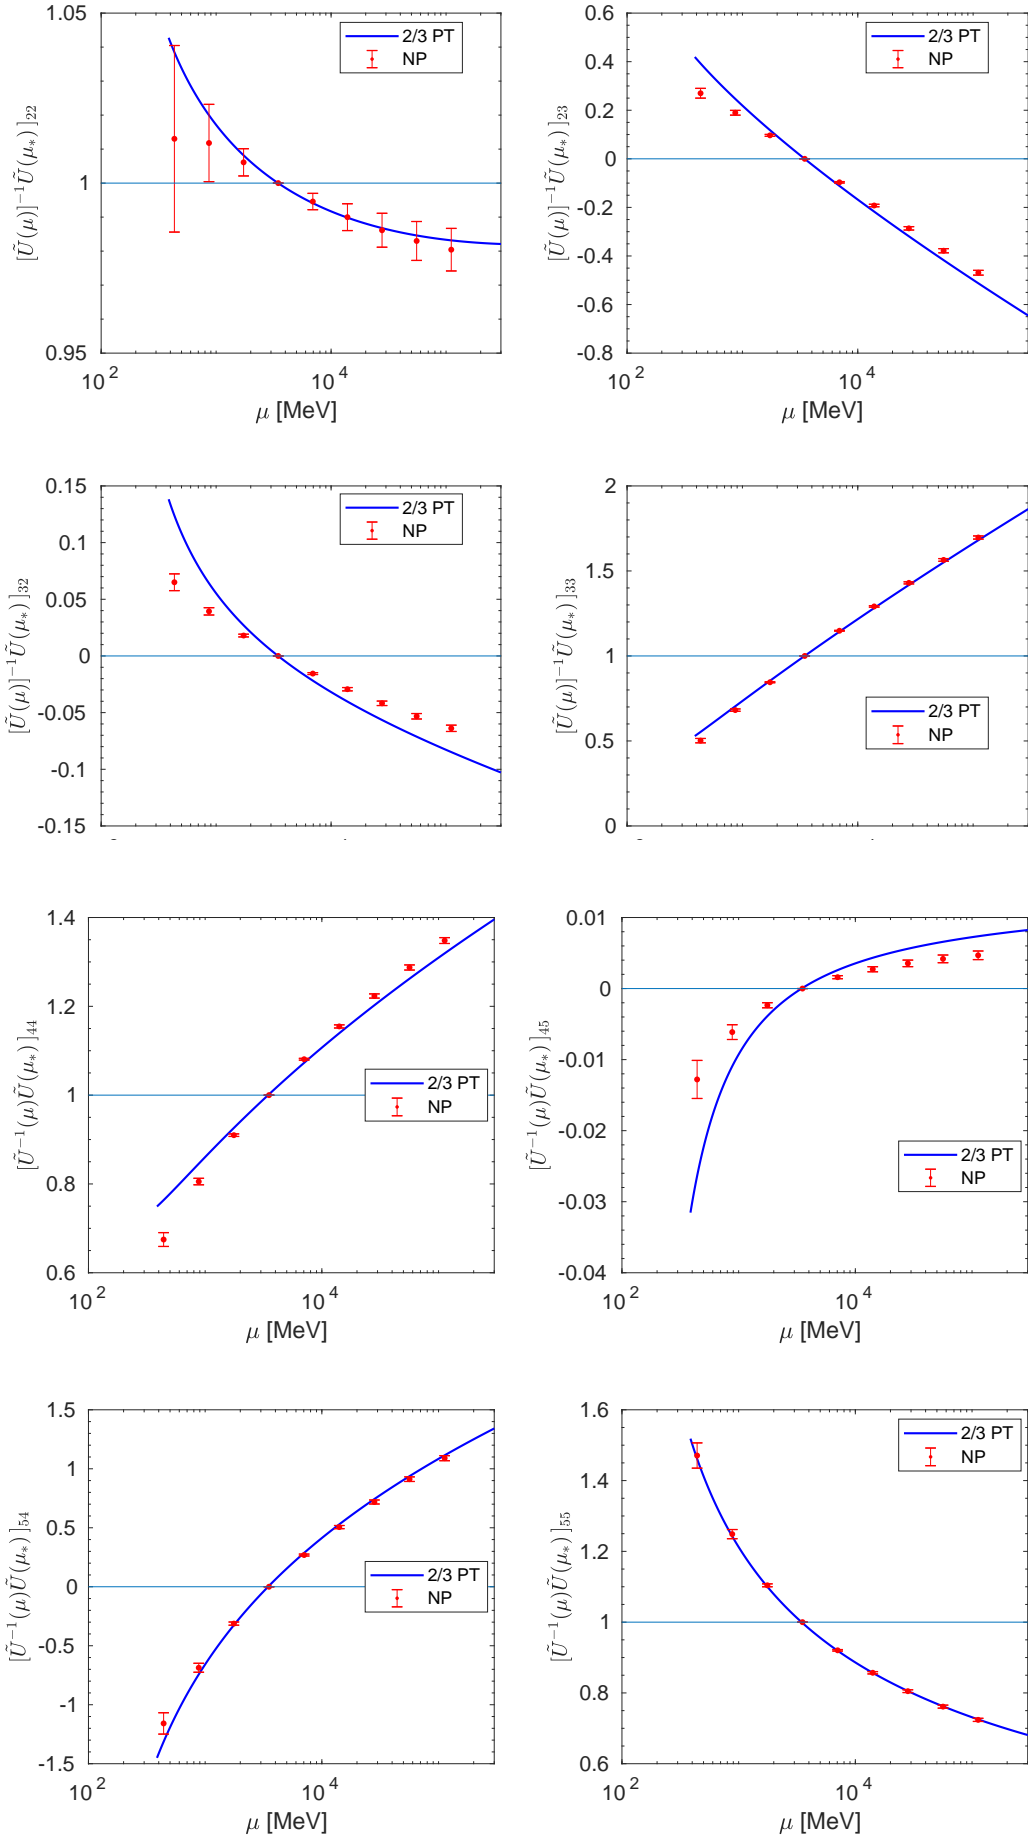 1.05
1
0.95
10^2
10^4
μ [MeV]
[Ũ(μ)]^{-1}Ũ(μ_*)]_{22}
2/3 PT
NP
0.6
0.4
0.2
0
-0.2
-0.4
-0.6
-0.8
10^2
10^4
μ [MeV]
[Ũ(μ)]^{-1}Ũ(μ_*)]_{23}
2/3 PT
NP
0.15
0.1
0.05
0
-0.05
-0.1
-0.15
[Ũ(μ)]^{-1}Ũ(μ_*)]_{32}
2/3 PT
NP
2
1.5
1
0.5
0
[Ũ(μ)]^{-1}Ũ(μ_*)]_{33}
2/3 PT
NP
1.4
1.2
1
0.8
0.6
10^2
10^4
μ [MeV]
[Ũ^{-1}(μ)Ũ(μ_*)]_{44}
2/3 PT
NP
0.01
0
-0.01
-0.02
-0.03
-0.04
10^2
10^4
μ [MeV]
[Ũ^{-1}(μ)Ũ(μ_*)]_{45}
2/3 PT
NP
1.5
1
0.5
0
-0.5
-1
-1.5
10^2
10^4
μ [MeV]
[Ũ^{-1}(μ)Ũ(μ_*)]_{54}
2/3 PT
NP
1.6
1.4
1.2
1
0.8
0.6
10^2
10^4
μ [MeV]
[Ũ^{-1}(μ)Ũ(μ_*)]_{55}
2/3 PT
NP